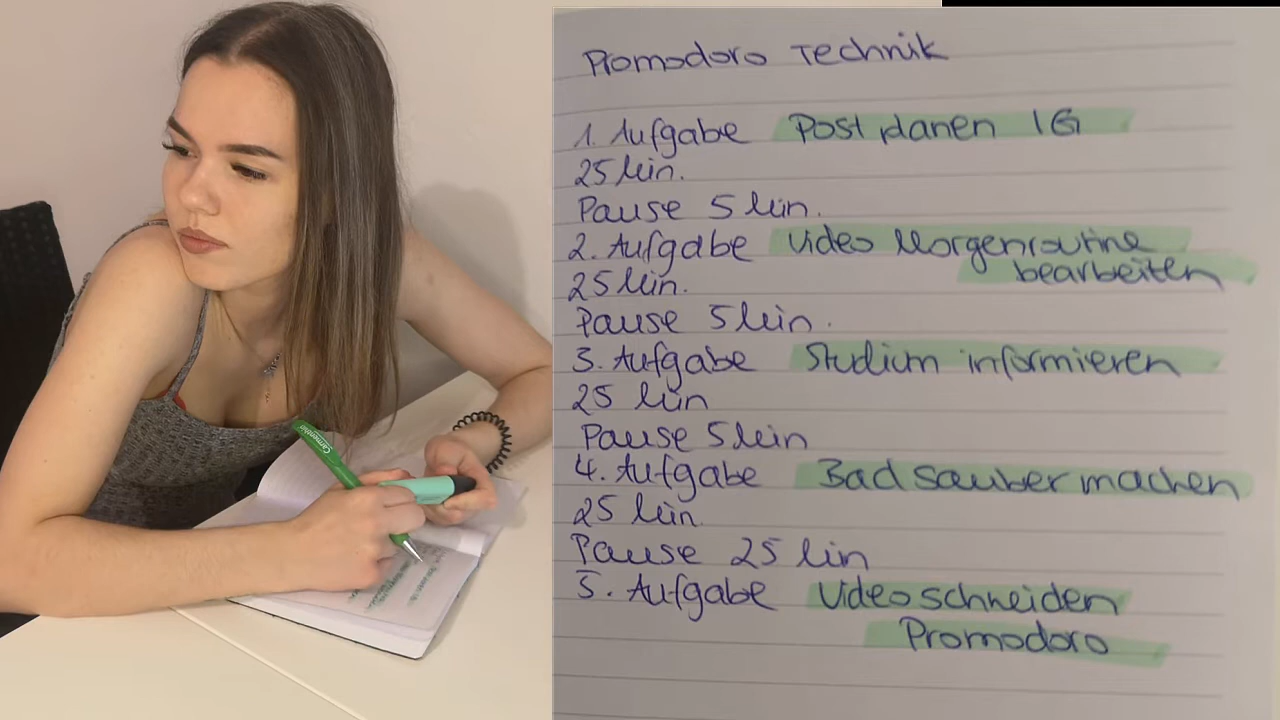 Promodoro Technik
1. Aufgabe Post planen IG
25 Min.
Pause 5 Min.
2. Aufgabe Video Morgenroutine
bearbeiten
25 Min.
Pause 5 Min.
3. Aufgabe Studium informieren
25 Min
Pause 5 Min
4. Aufgabe Bad sauber machen
25 Min.
Pause 25 Min
5. Aufgabe Video schneiden
Promodoro